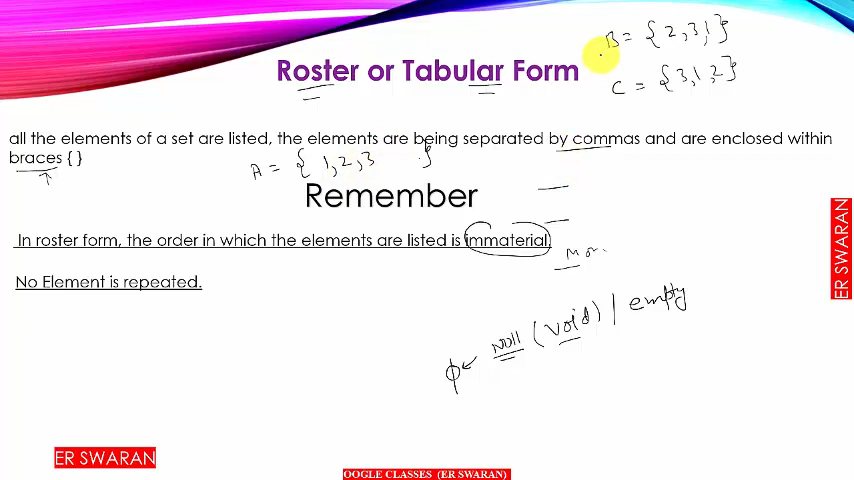 B = {2,3,1}
Roster or Tabular Form
C = {3,1,2}
all the elements of a set are listed, the elements are being separated by commas and are enclosed within
braces { }
A = { 1,2,3 }
Remember
In roster form, the order in which the elements are listed is immaterial.
No Element is repeated.
φ Null (void) | empty
ER SWARAN
ER SWARAN
OOGLE CLASSES (ER SWARAN)